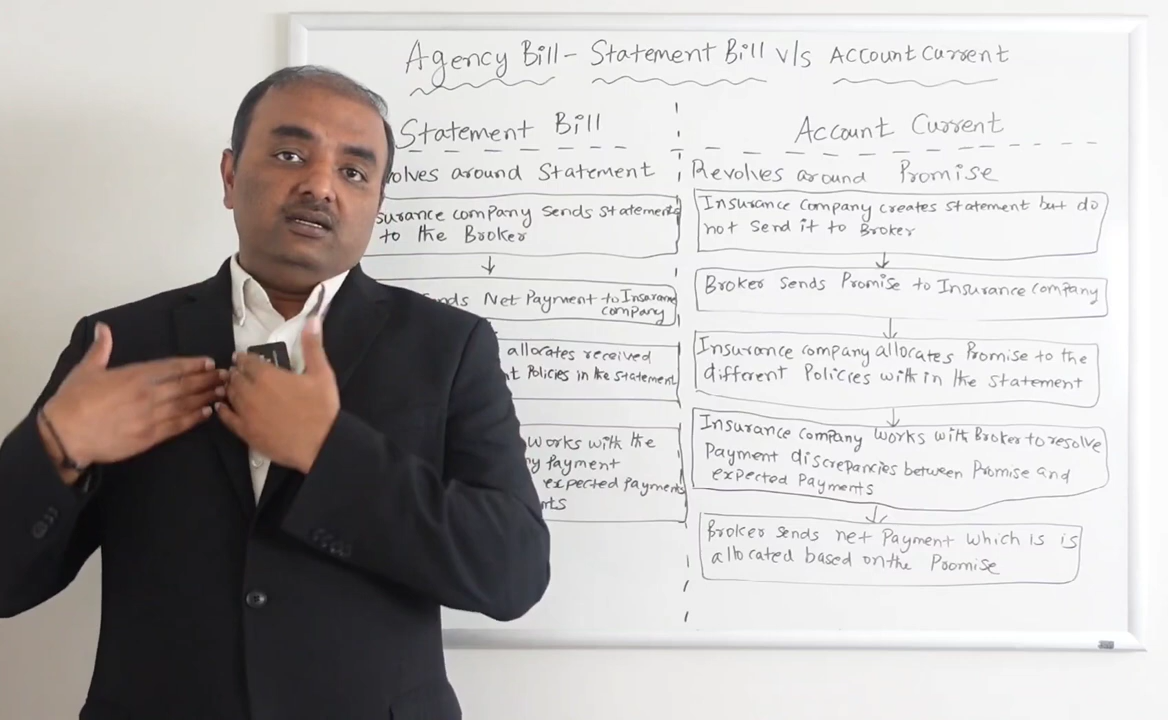 Agency Bill - Statement Bill v/s Account Current
Statement Bill
around Statement
company sends statements
to the Broker
Net Payment to Insurance
company
allocates received
Policies in the statement
works with the
payment
expected payments
Account Current
Revolves around Promise
Insurance company creates statement but do
not send it to Broker
Broker sends Promise to Insurance company
Insurance company allocates Promise to the
different Policies with in the statement
Insurance company works with Broker to resolve
Payment discrepancies between Promise and
expected Payments
Broker sends net Payment which is is
allocated based on the Promise